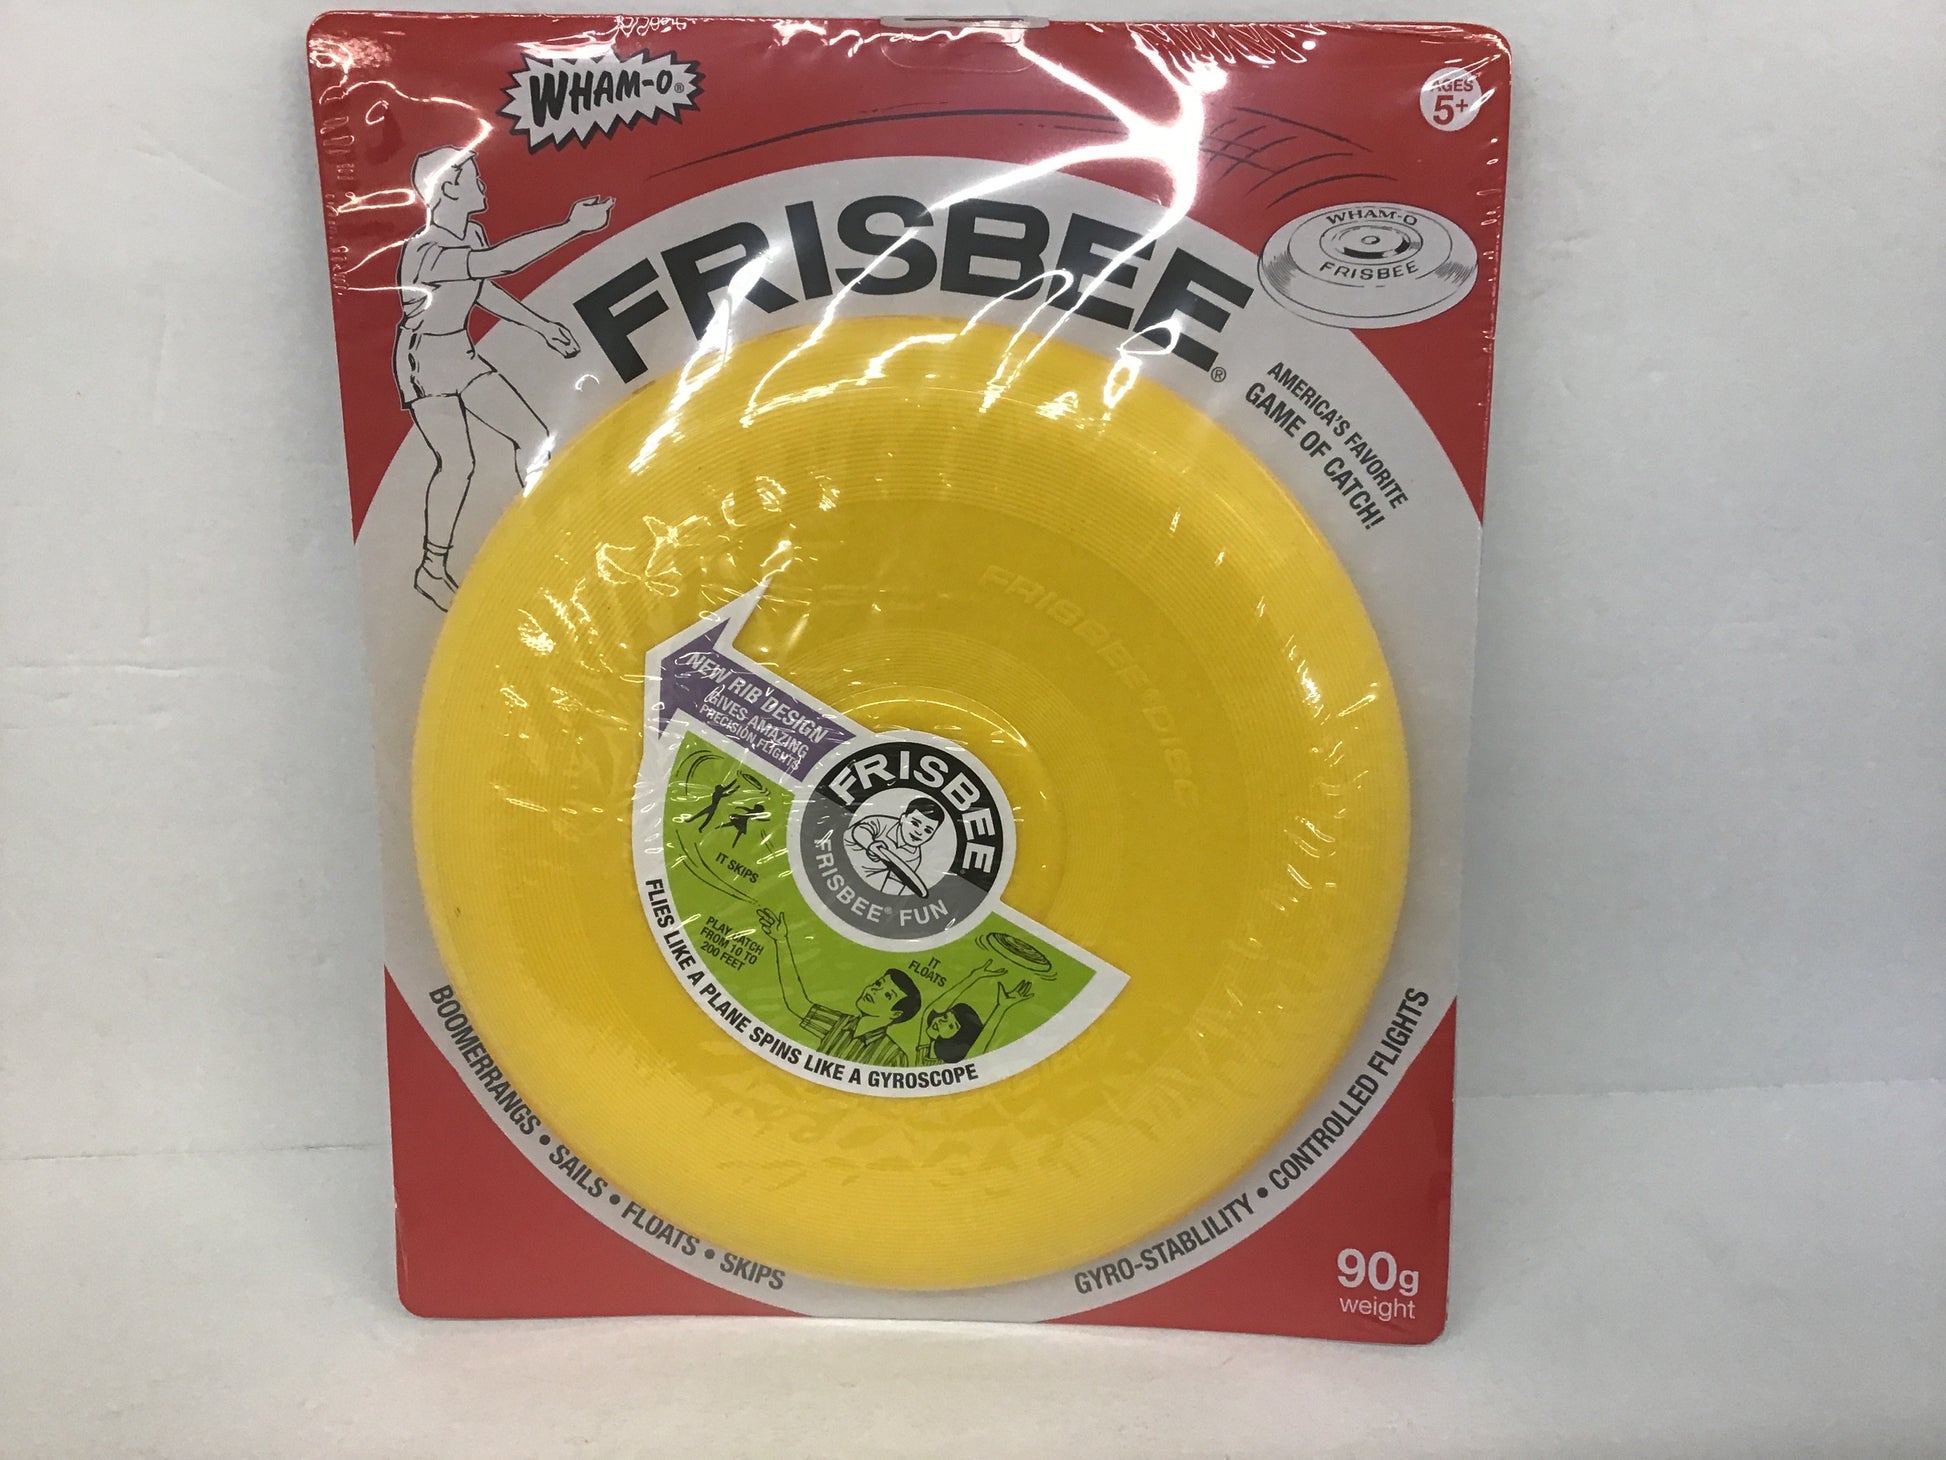 WHAM-O®
AGES
5+
FRISBEE®
WHAM-O
FRISBEE
AMERICA'S FAVORITE
GAME OF CATCH!
FRISBEE DISC
NEW RIB DESIGN
GIVES AMAZING
PRECISION FLIGHTS
FRISBEE
FRISBEE® FUN
IT SKIPS
PLAY CATCH
FROM 10 TO
200 FEET
IT
FLOATS
FLIES LIKE A PLANE SPINS LIKE A GYROSCOPE
BOOMERRANGS • SAILS • FLOATS • SKIPS
GYRO-STABLILITY • CONTROLLED FLIGHTS
90g
weight